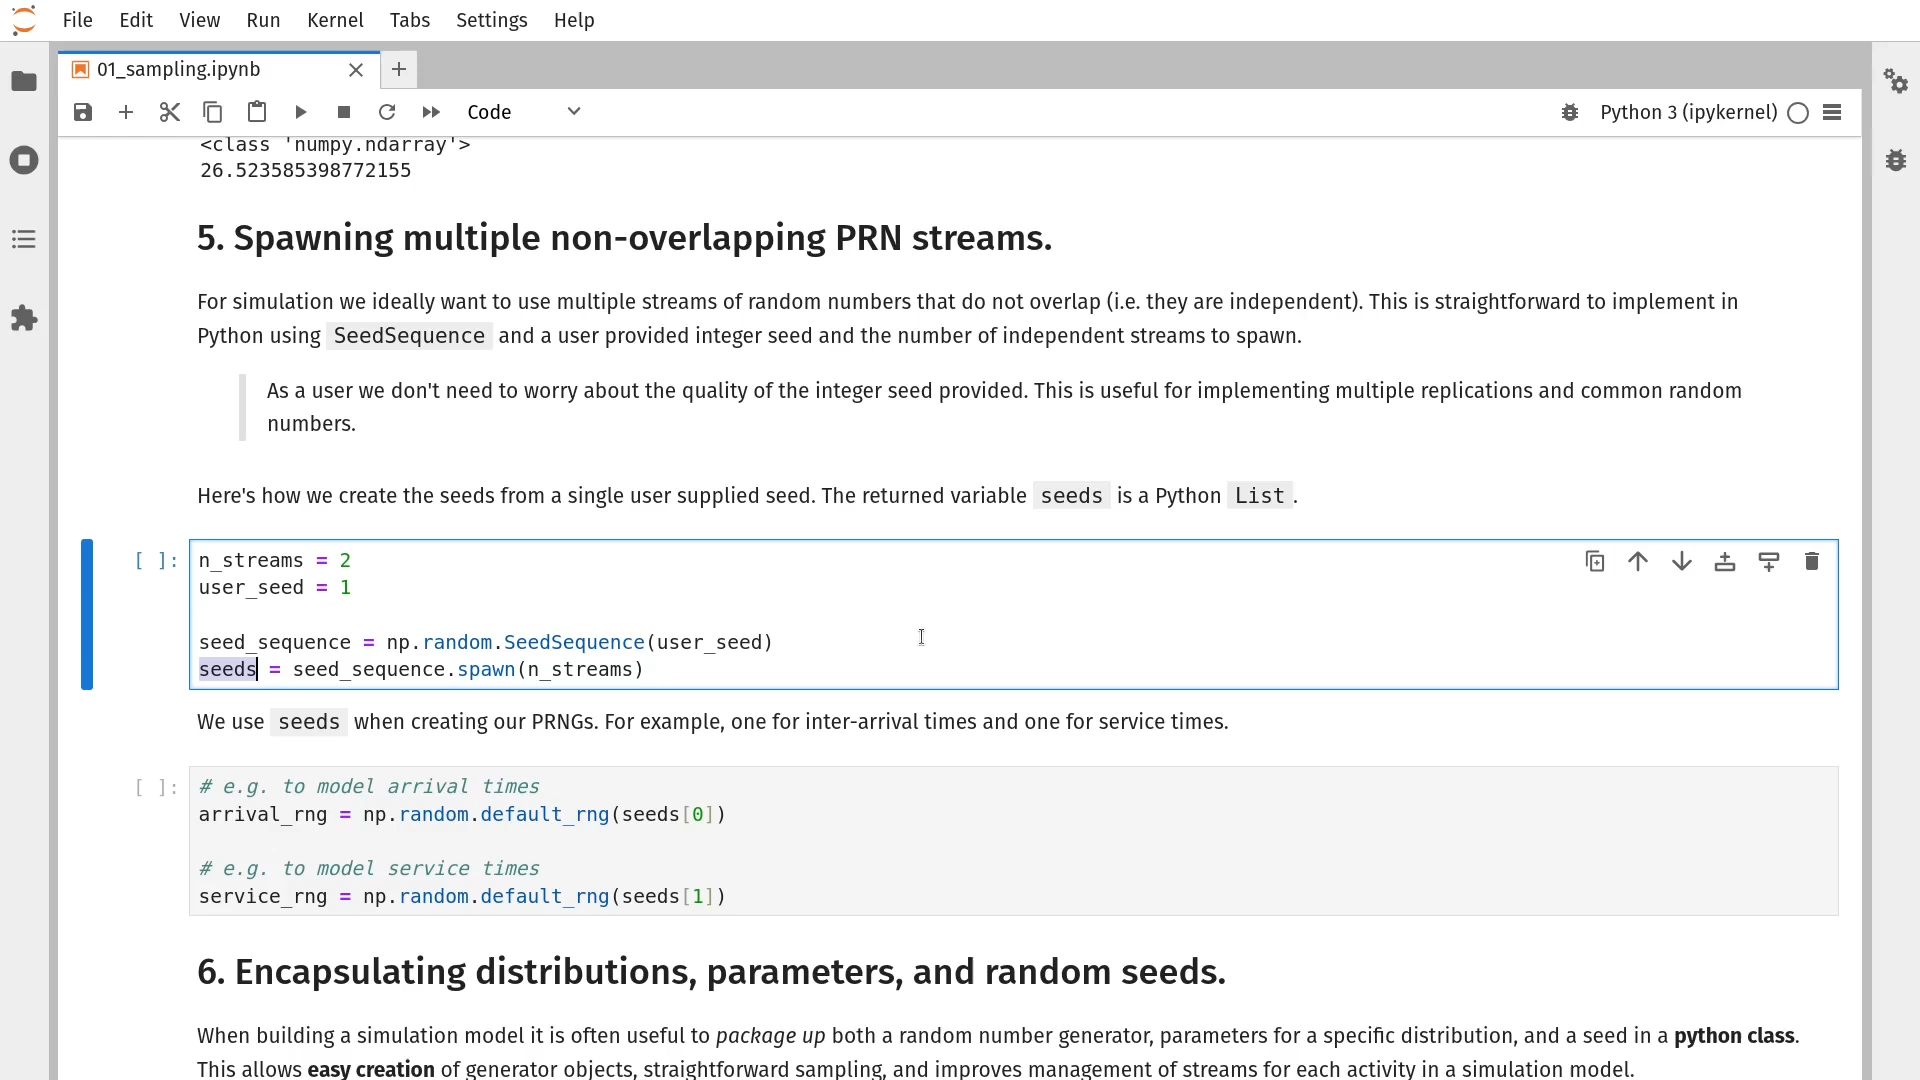 File Edit View Run Kernel Tabs Settings Help
01_sampling.ipynb
Code
Python 3 (ipykernel)
<class 'numpy.ndarray'>
26.523585398772155
5. Spawning multiple non-overlapping PRN streams.
For simulation we ideally want to use multiple streams of random numbers that do not overlap (i.e. they are independent). This is straightforward to implement in
Python using SeedSequence and a user provided integer seed and the number of independent streams to spawn.
As a user we don't need to worry about the quality of the integer seed provided. This is useful for implementing multiple replications and common random
numbers.
Here's how we create the seeds from a single user supplied seed. The returned variable seeds is a Python List.
[ ]: n_streams = 2
user_seed = 1
seed_sequence = np.random.SeedSequence(user_seed)
seeds = seed_sequence.spawn(n_streams)
We use seeds when creating our PRNGs. For example, one for inter-arrival times and one for service times.
[ ]: # e.g. to model arrival times
arrival_rng = np.random.default_rng(seeds[0])
# e.g. to model service times
service_rng = np.random.default_rng(seeds[1])
6. Encapsulating distributions, parameters, and random seeds.
When building a simulation model it is often useful to package up both a random number generator, parameters for a specific distribution, and a seed in a python class.
This allows easy creation of generator objects, straightforward sampling, and improves management of streams for each activity in a simulation model.